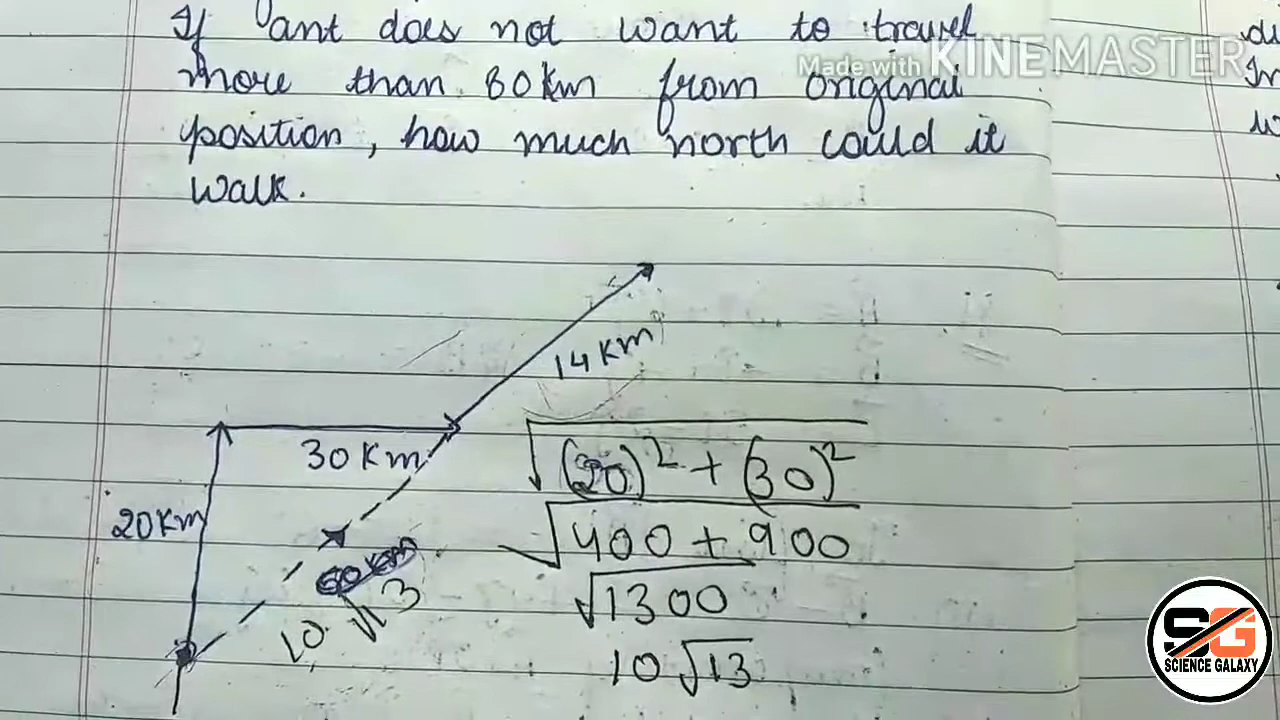 If ant does not want to travel
more than 80km from original
position, how much north could it
walk.
Made with KINEMASTER
14 km
30 Km
20 Km
10 √13
√(20)² + (30)²
√400 + 900
√1300
10 √13
SG
SCIENCE GALAXY